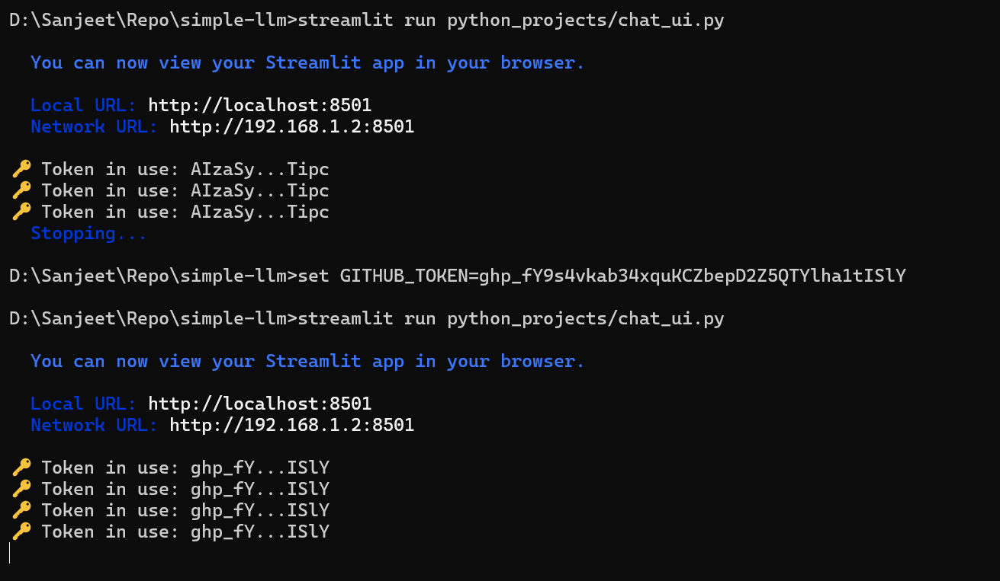 D:\Sanjeet\Repo\simple-llm>streamlit run python_projects/chat_ui.py
You can now view your Streamlit app in your browser.
Local URL: http://localhost:8501
Network URL: http://192.168.1.2:8501
🔑 Token in use: AIzaSy...Tipc
🔑 Token in use: AIzaSy...Tipc
🔑 Token in use: AIzaSy...Tipc
Stopping...
D:\Sanjeet\Repo\simple-llm>set GITHUB_TOKEN=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
D:\Sanjeet\Repo\simple-llm>streamlit run python_projects/chat_ui.py
You can now view your Streamlit app in your browser.
Local URL: http://localhost:8501
Network URL: http://192.168.1.2:8501
🔑 Token in use: ghp_fY...ISlY
🔑 Token in use: ghp_fY...ISlY
🔑 Token in use: ghp_fY...ISlY
🔑 Token in use: ghp_fY...ISlY